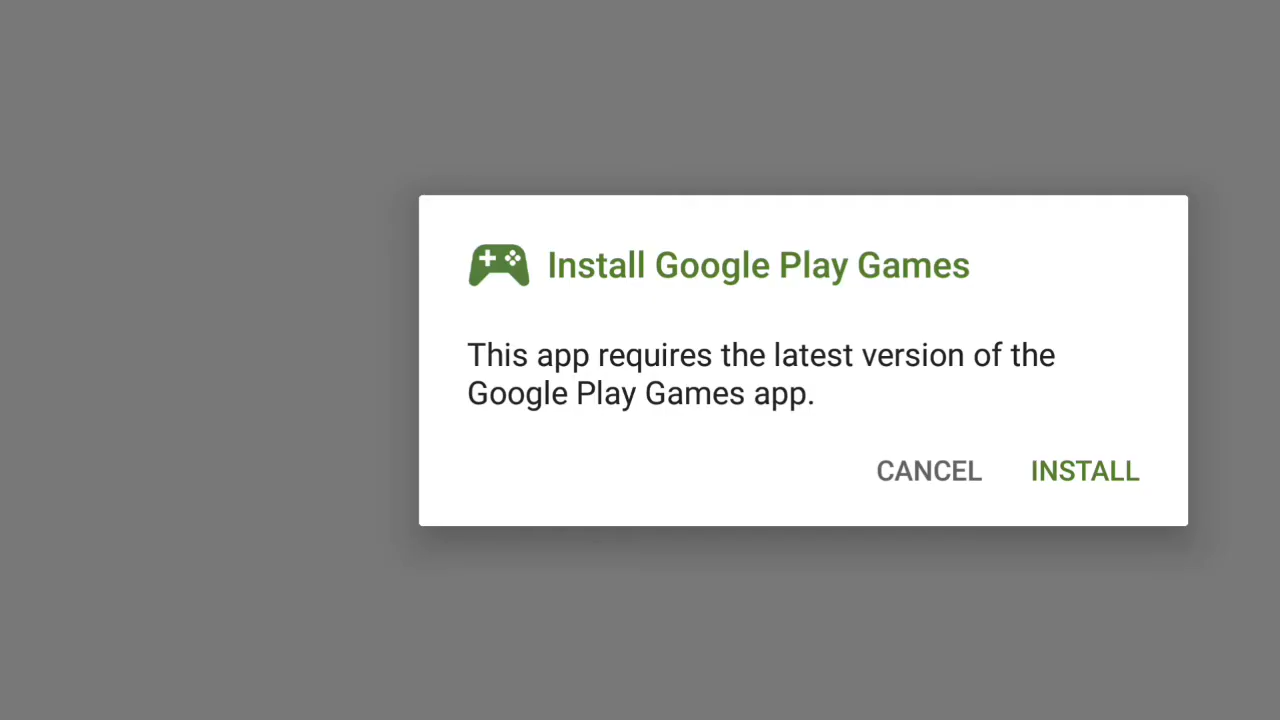 Install Google Play Games
This app requires the latest version of the
Google Play Games app.
CANCEL INSTALL